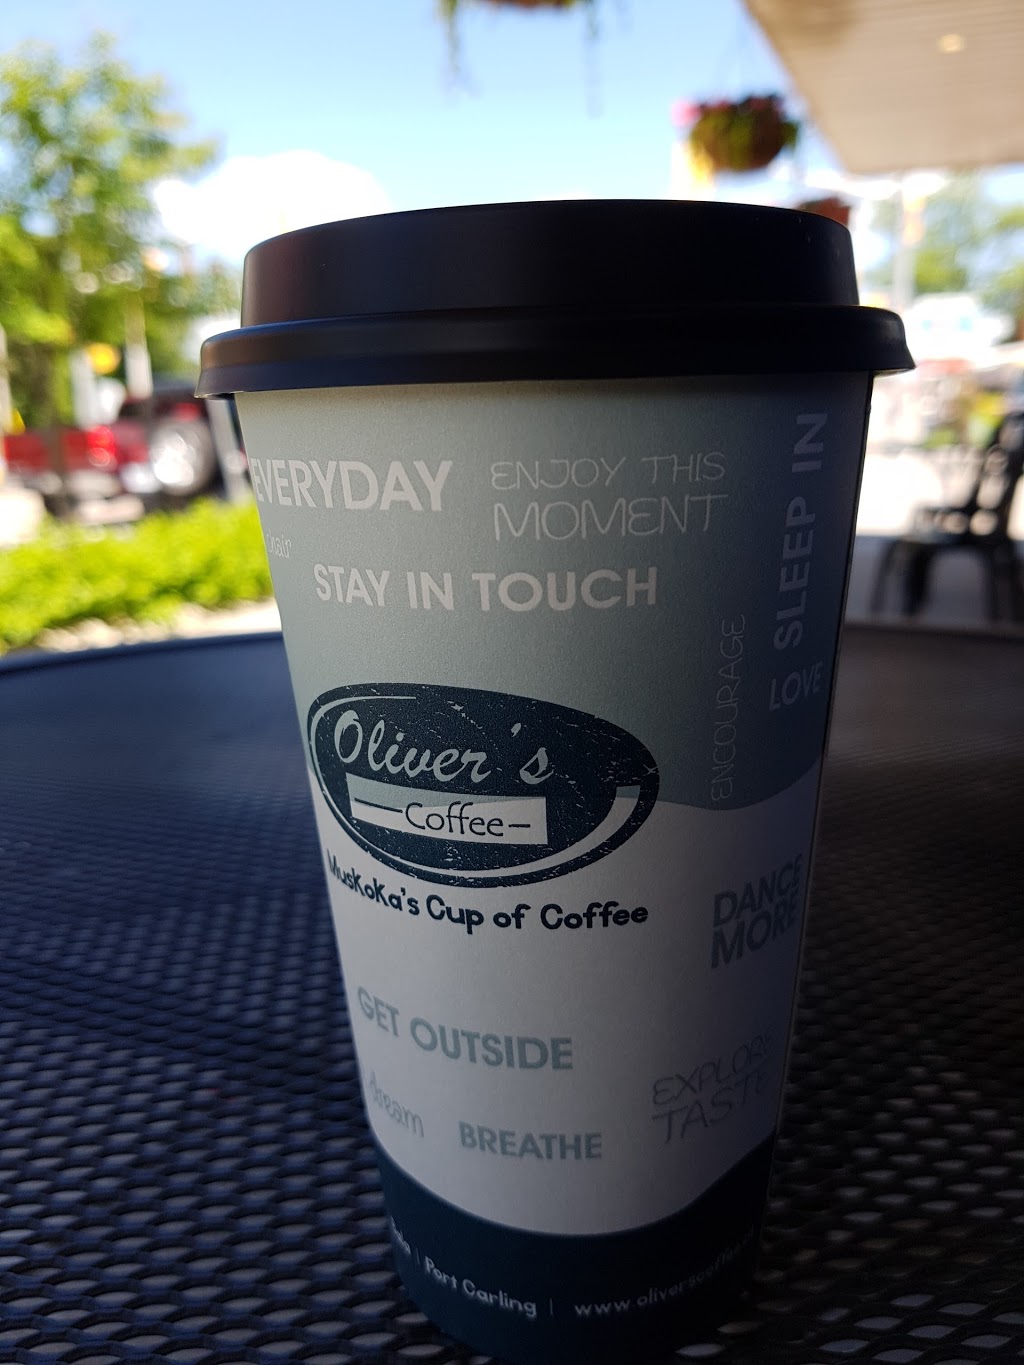 EVERYDAY
ENJOY THIS
MOMENT
STAY IN TOUCH
SLEEP IN
ENCOURAGE
LOVE
Oliver's
Coffee
MusKoKa's Cup of Coffee
DANCE
MORE
GET OUTSIDE
EXPLORE
TASTE
dream
BREATHE
| Port Carling | www.oliverscoffee